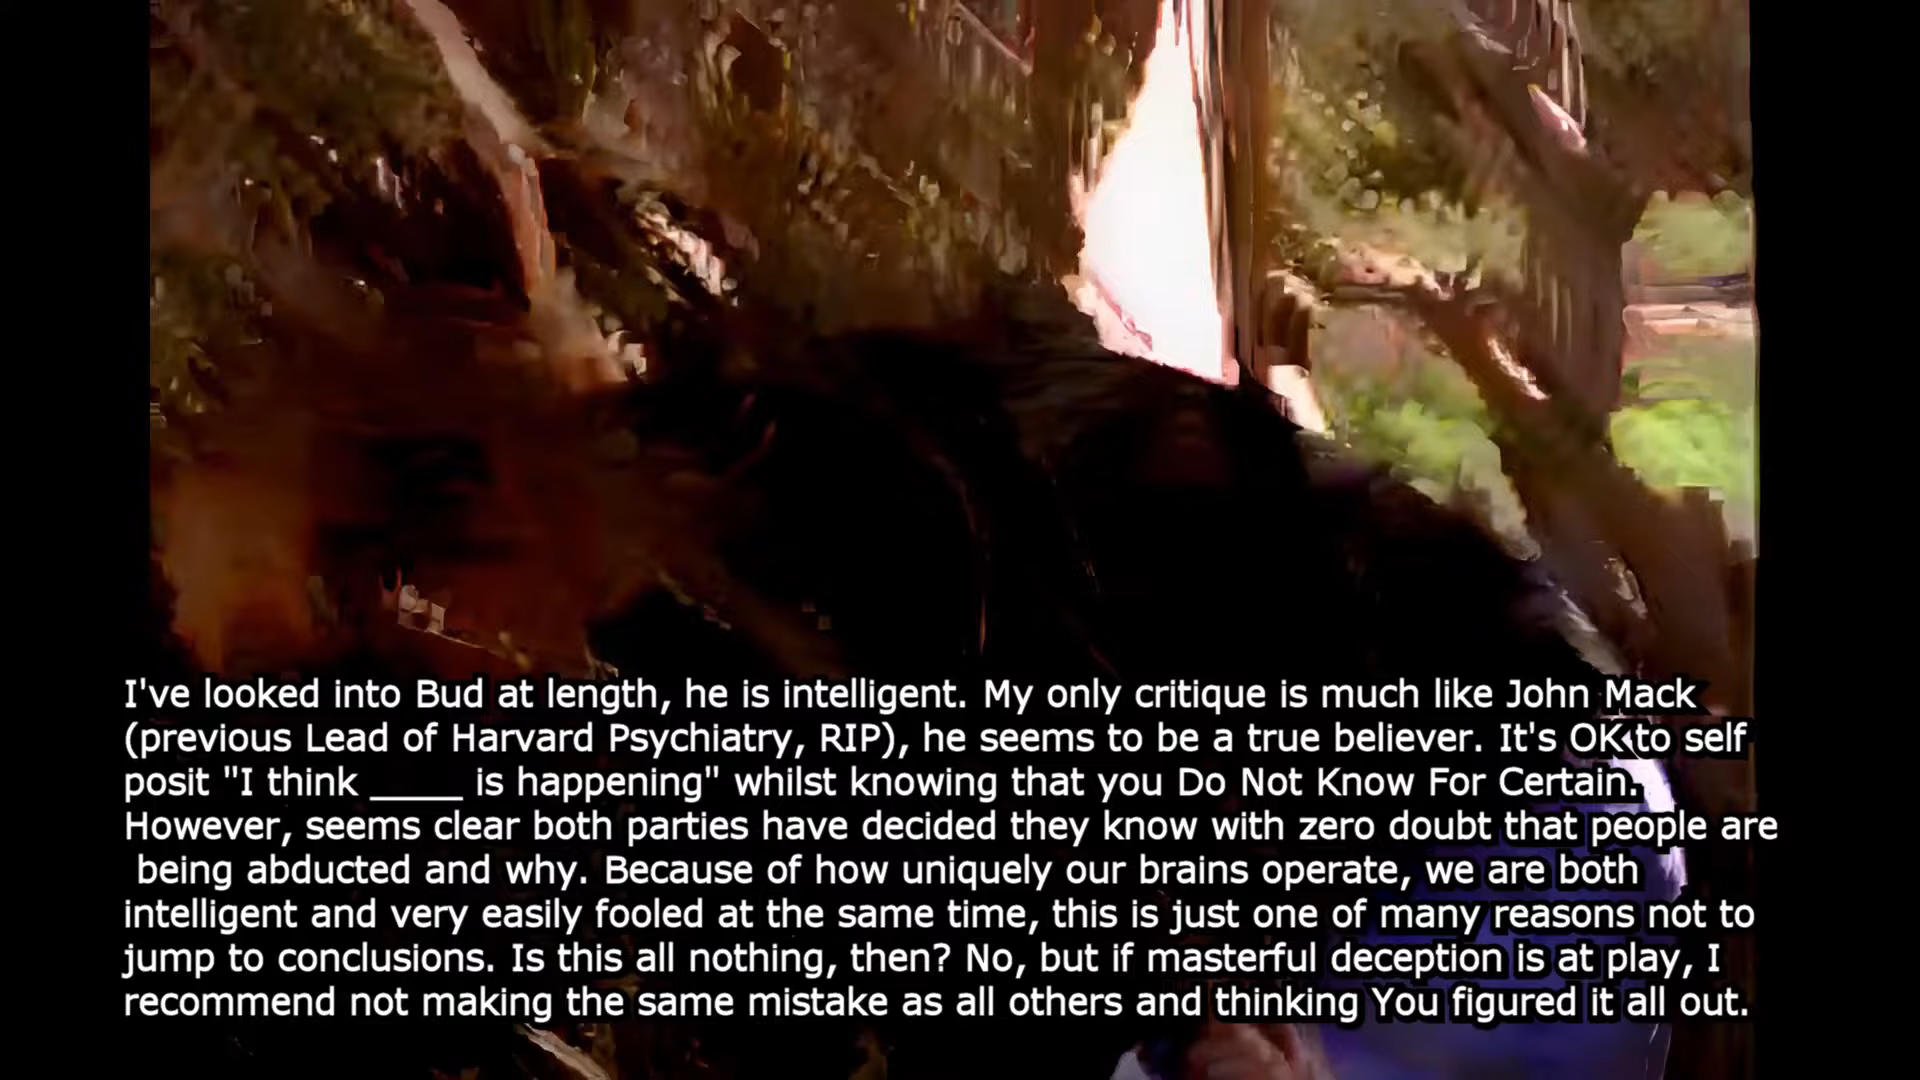 I've looked into Bud at length, he is intelligent. My only critique is much like John Mack
(previous Lead of Harvard Psychiatry, RIP), he seems to be a true believer. It's OK to self
posit "I think ____ is happening" whilst knowing that you Do Not Know For Certain.
However, seems clear both parties have decided they know with zero doubt that people are
being abducted and why. Because of how uniquely our brains operate, we are both
intelligent and very easily fooled at the same time, this is just one of many reasons not to
jump to conclusions. Is this all nothing, then? No, but if masterful deception is at play, I
recommend not making the same mistake as all others and thinking You figured it all out.